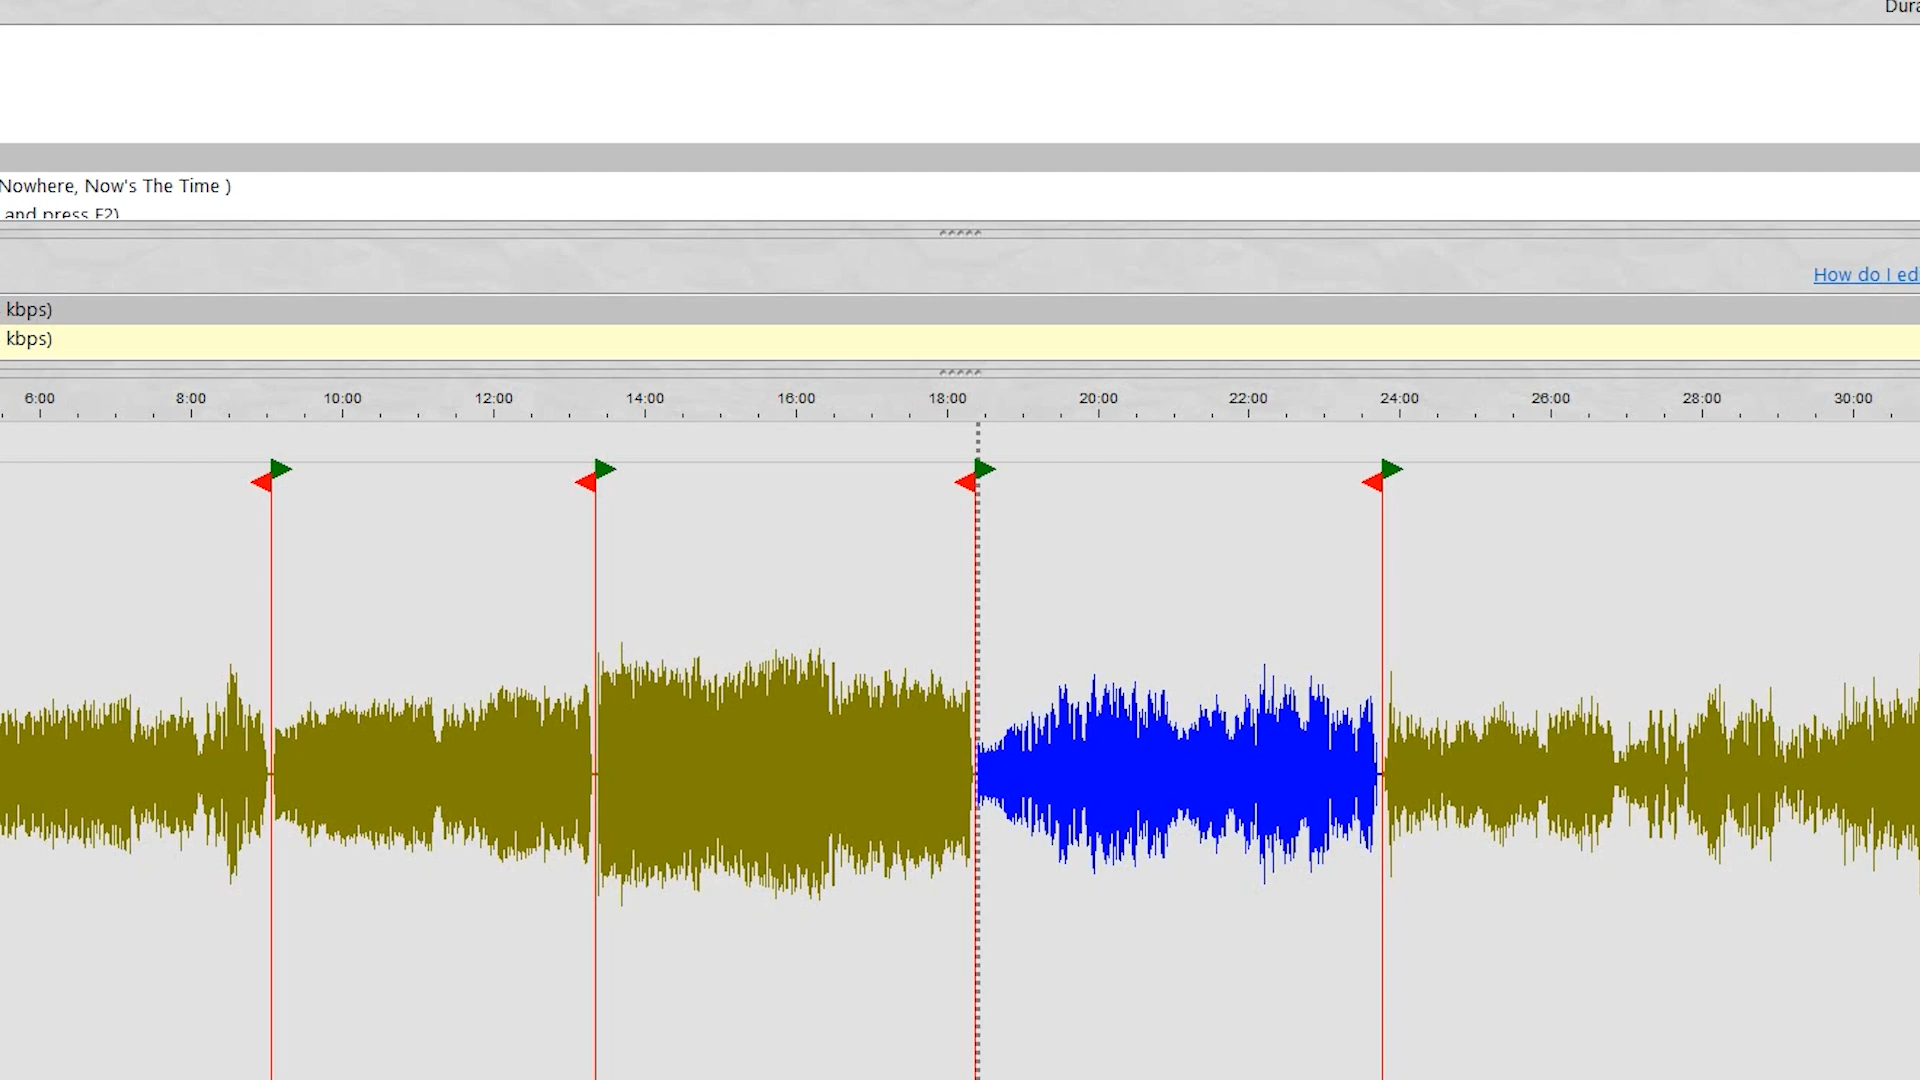 Dura
Nowhere, Now's The Time )
and press F2)
How do I ed
kbps)
kbps)
6:00 8:00 10:00 12:00 14:00 16:00 18:00 20:00 22:00 24:00 26:00 28:00 30:00